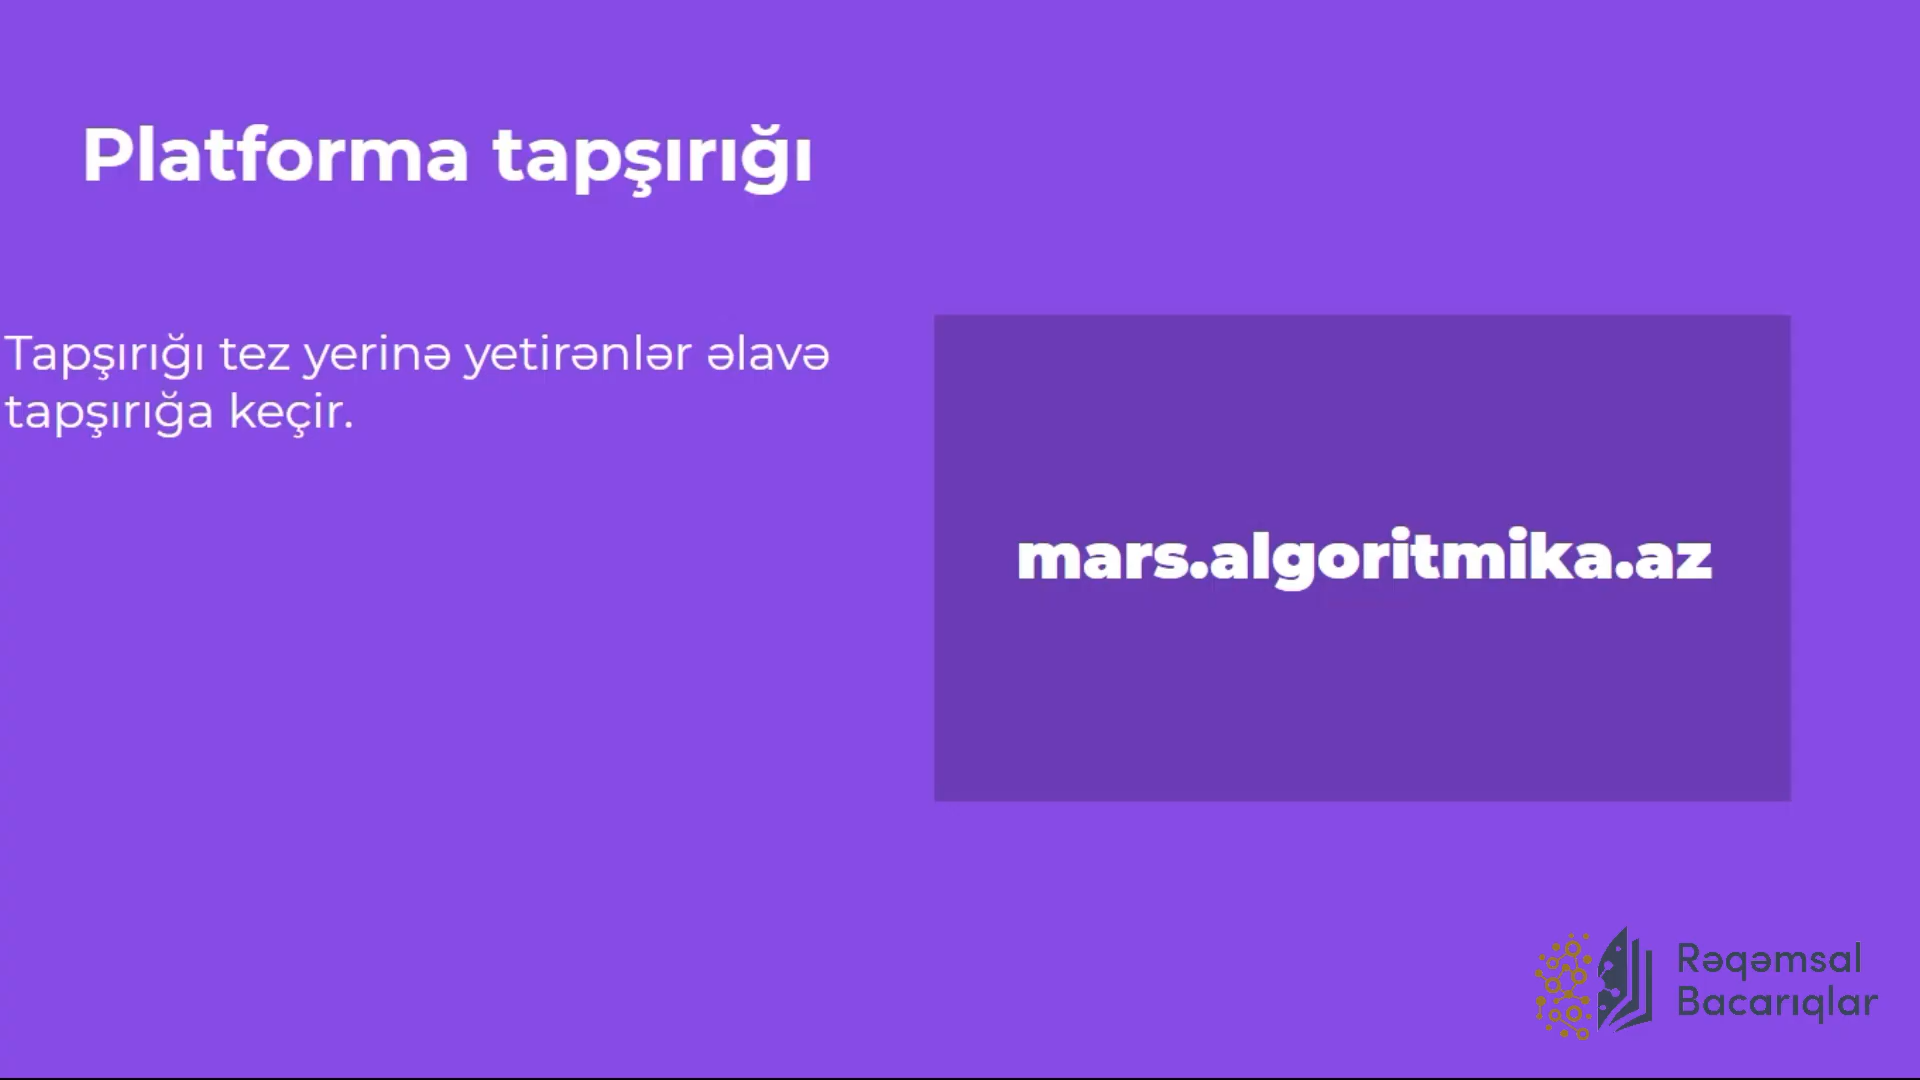 Platforma tapşırığı
Tapşırığı tez yerinə yetirənlər əlavə
tapşırığa keçir.
mars.algoritmika.az
Rəqəmsal
Bacarıqlar